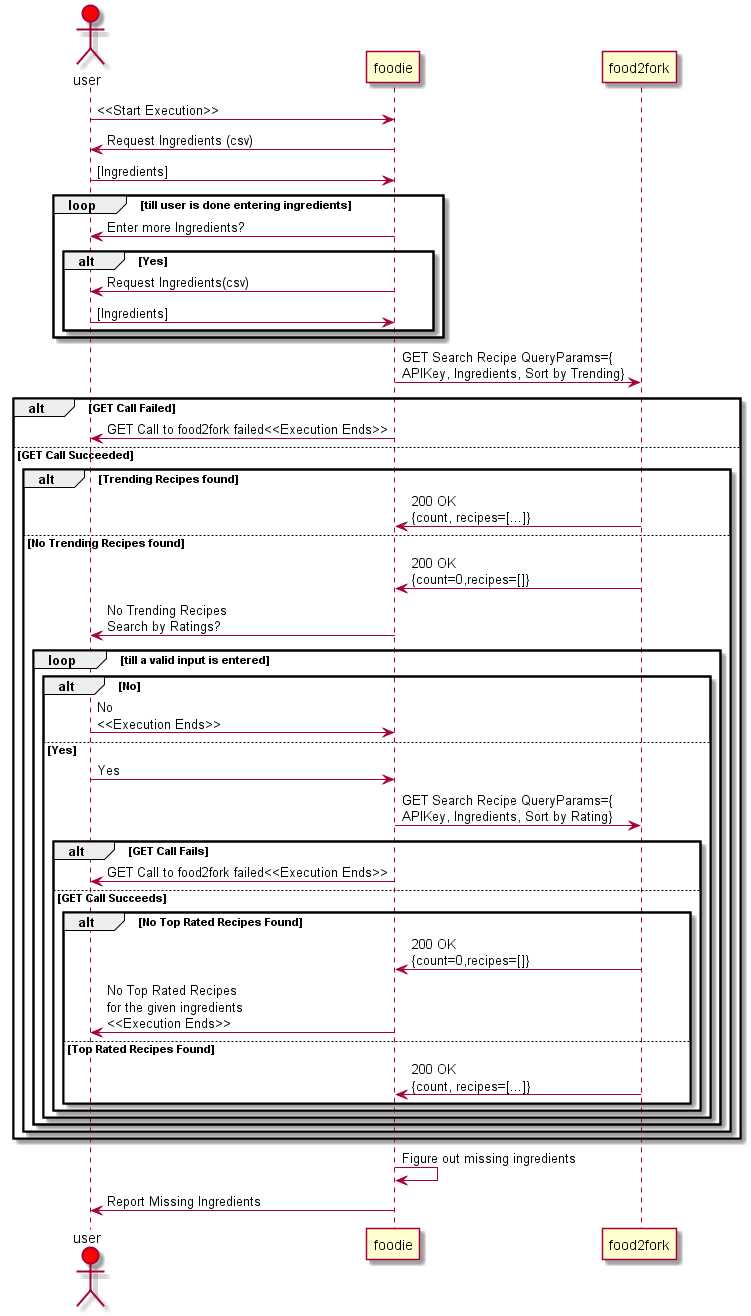 user
foodie
food2fork
<<Start Execution>>
Request Ingredients (csv)
[Ingredients]
loop
[till user is done entering ingredients]
Enter more Ingredients?
alt
[Yes]
Request Ingredients(csv)
[Ingredients]
GET Search Recipe QueryParams={
APIKey, Ingredients, Sort by Trending}
alt
[GET Call Failed]
GET Call to food2fork failed<<Execution Ends>>
[GET Call Succeeded]
alt
[Trending Recipes found]
200 OK
{count, recipes=[...]}
[No Trending Recipes found]
200 OK
{count=0,recipes=[]}
No Trending Recipes
Search by Ratings?
loop
[till a valid input is entered]
alt
[No]
No
<<Execution Ends>>
[Yes]
Yes
GET Search Recipe QueryParams={
APIKey, Ingredients, Sort by Rating}
alt
[GET Call Fails]
GET Call to food2fork failed<<Execution Ends>>
[GET Call Succeeds]
alt
[No Top Rated Recipes Found]
200 OK
{count=0,recipes=[]}
No Top Rated Recipes
for the given ingredients
<<Execution Ends>>
[Top Rated Recipes Found]
200 OK
{count, recipes=[...]}
Figure out missing ingredients
Report Missing Ingredients
user
foodie
food2fork